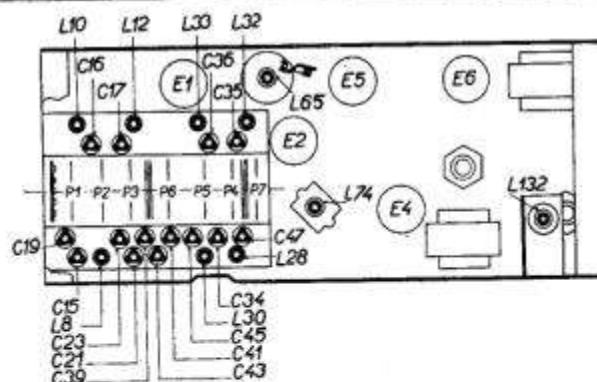 L10 L12 L33 L32
C16 C36
C17 E1 C35 L65 E5 E6
E2
P1 P2 P3 P6 P5 P4 P7
L74 E4 L132
C19 C47
L28
C15 C34
L8 L30
C23 C45
C21 C41
C39 C43